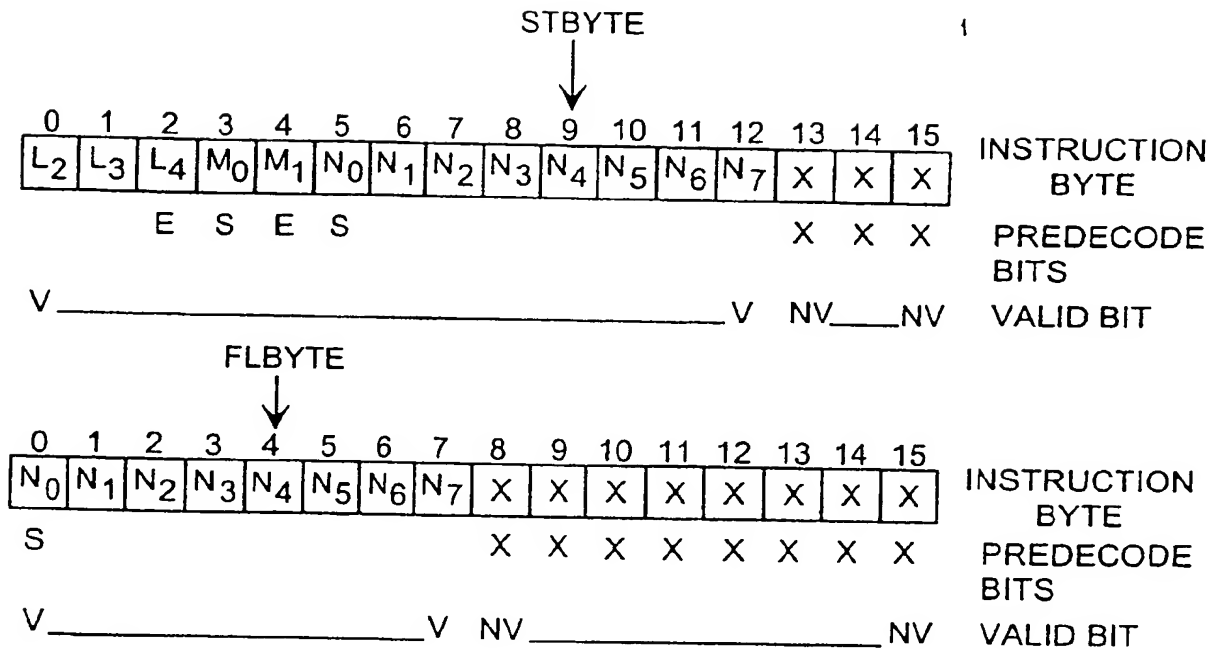 STBYTE
0 1 2 3 4 5 6 7 8 9 10 11 12 13 14 15
L2 L3 L4 M0 M1 N0 N1 N2 N3 N4 N5 N6 N7 X X X INSTRUCTION
BYTE
E S E S X X X PREDECODE
BITS
V V NV NV VALID BIT
FLBYTE
0 1 2 3 4 5 6 7 8 9 10 11 12 13 14 15
N0 N1 N2 N3 N4 N5 N6 N7 X X X X X X X X INSTRUCTION
BYTE
S X X X X X X X X PREDECODE
BITS
V V NV NV VALID BIT